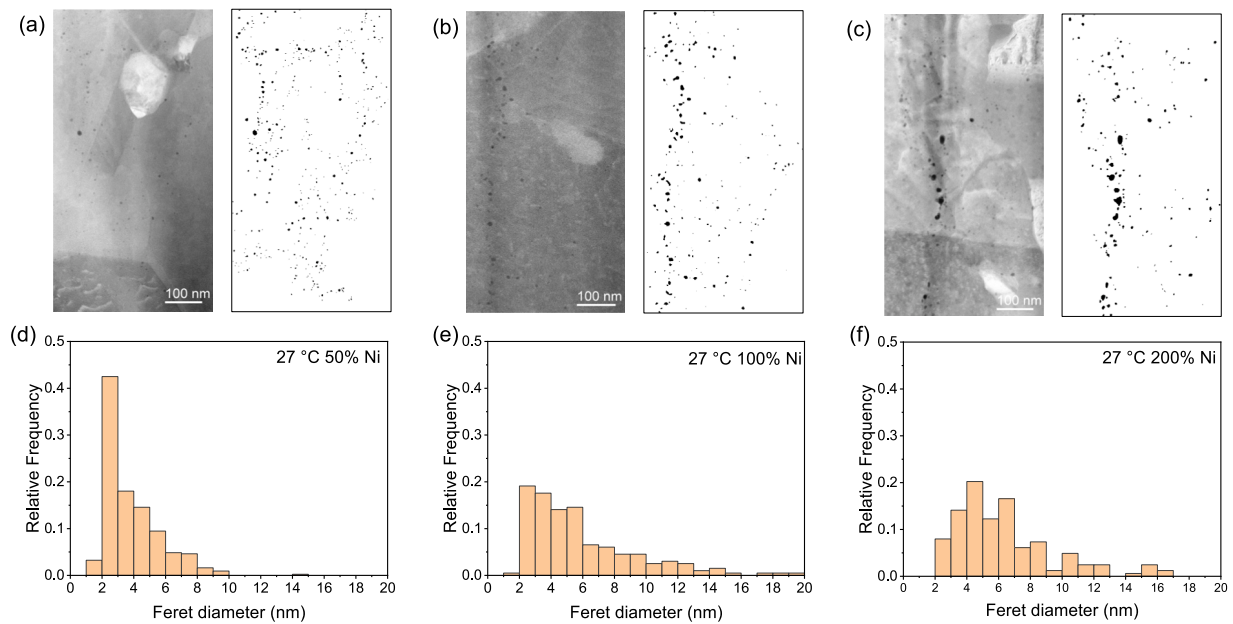 (a)
(b)
(c)
100 nm
100 nm
100 nm
(d)
(e)
(f)
27 °C 50% Ni
27 °C 100% Ni
27 °C 200% Ni
Relative Frequency
0.5
0.4
0.3
0.2
0.1
0.0
0 2 4 6 8 10 12 14 16 18 20
Feret diameter (nm)
Relative Frequency
0.5
0.4
0.3
0.2
0.1
0.0
0 2 4 6 8 10 12 14 16 18 20
Feret diameter (nm)
Relative Frequency
0.5
0.4
0.3
0.2
0.1
0.0
0 2 4 6 8 10 12 14 16 18 20
Feret diameter (nm)